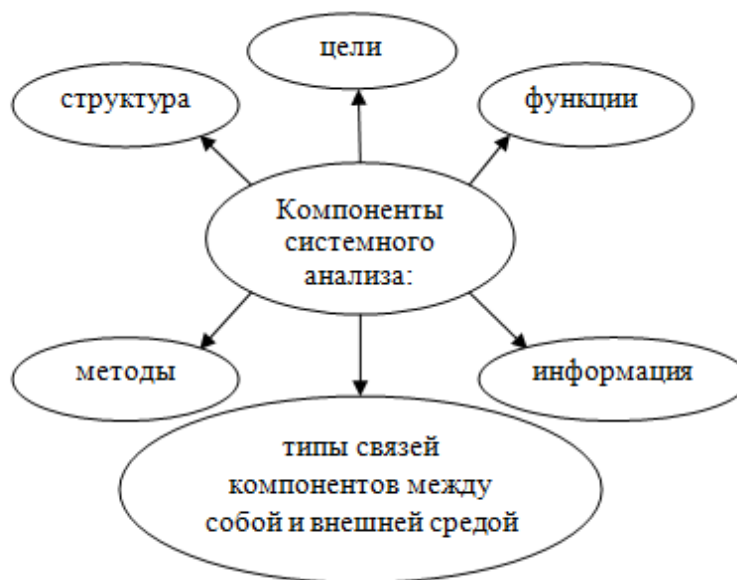 цели
структура
функции
Компоненты
системного
анализа:
методы
информация
типы связей
компонентов между
собой и внешней средой